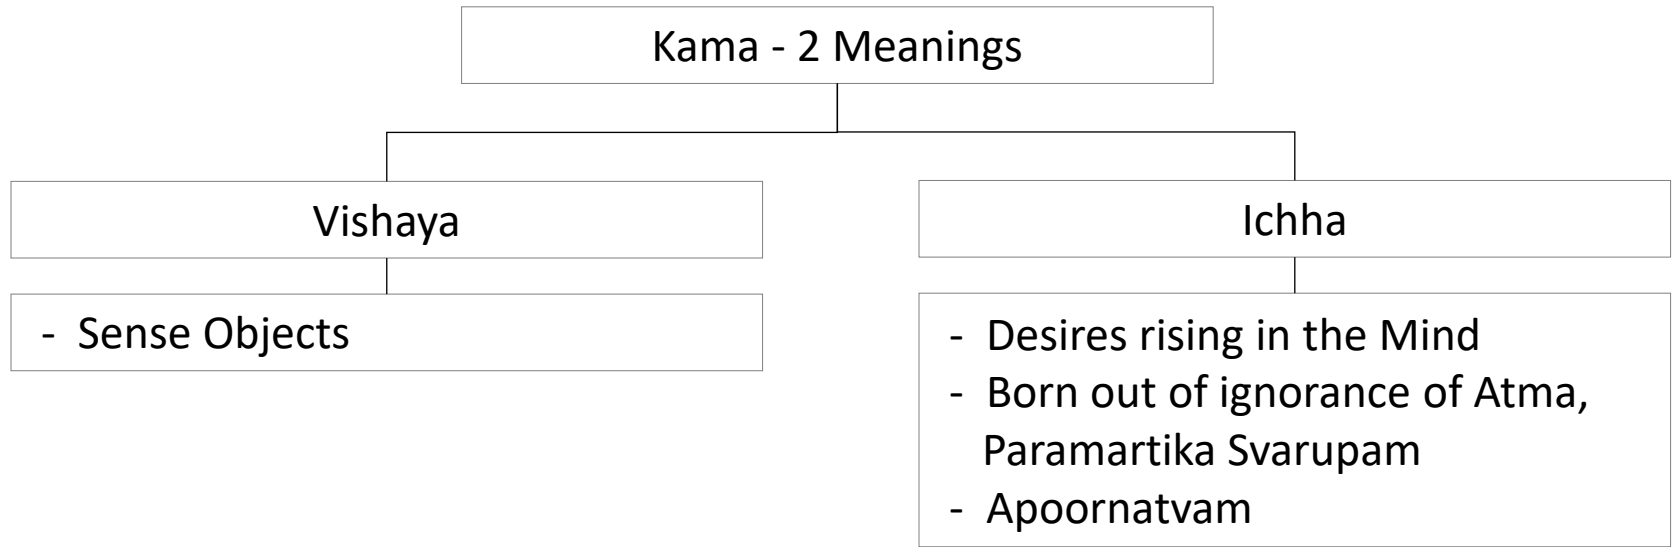 Kama - 2 Meanings
Vishaya
- Sense Objects
Ichha
- Desires rising in the Mind
- Born out of ignorance of Atma,
Paramartika Svarupam
- Apoornatvam